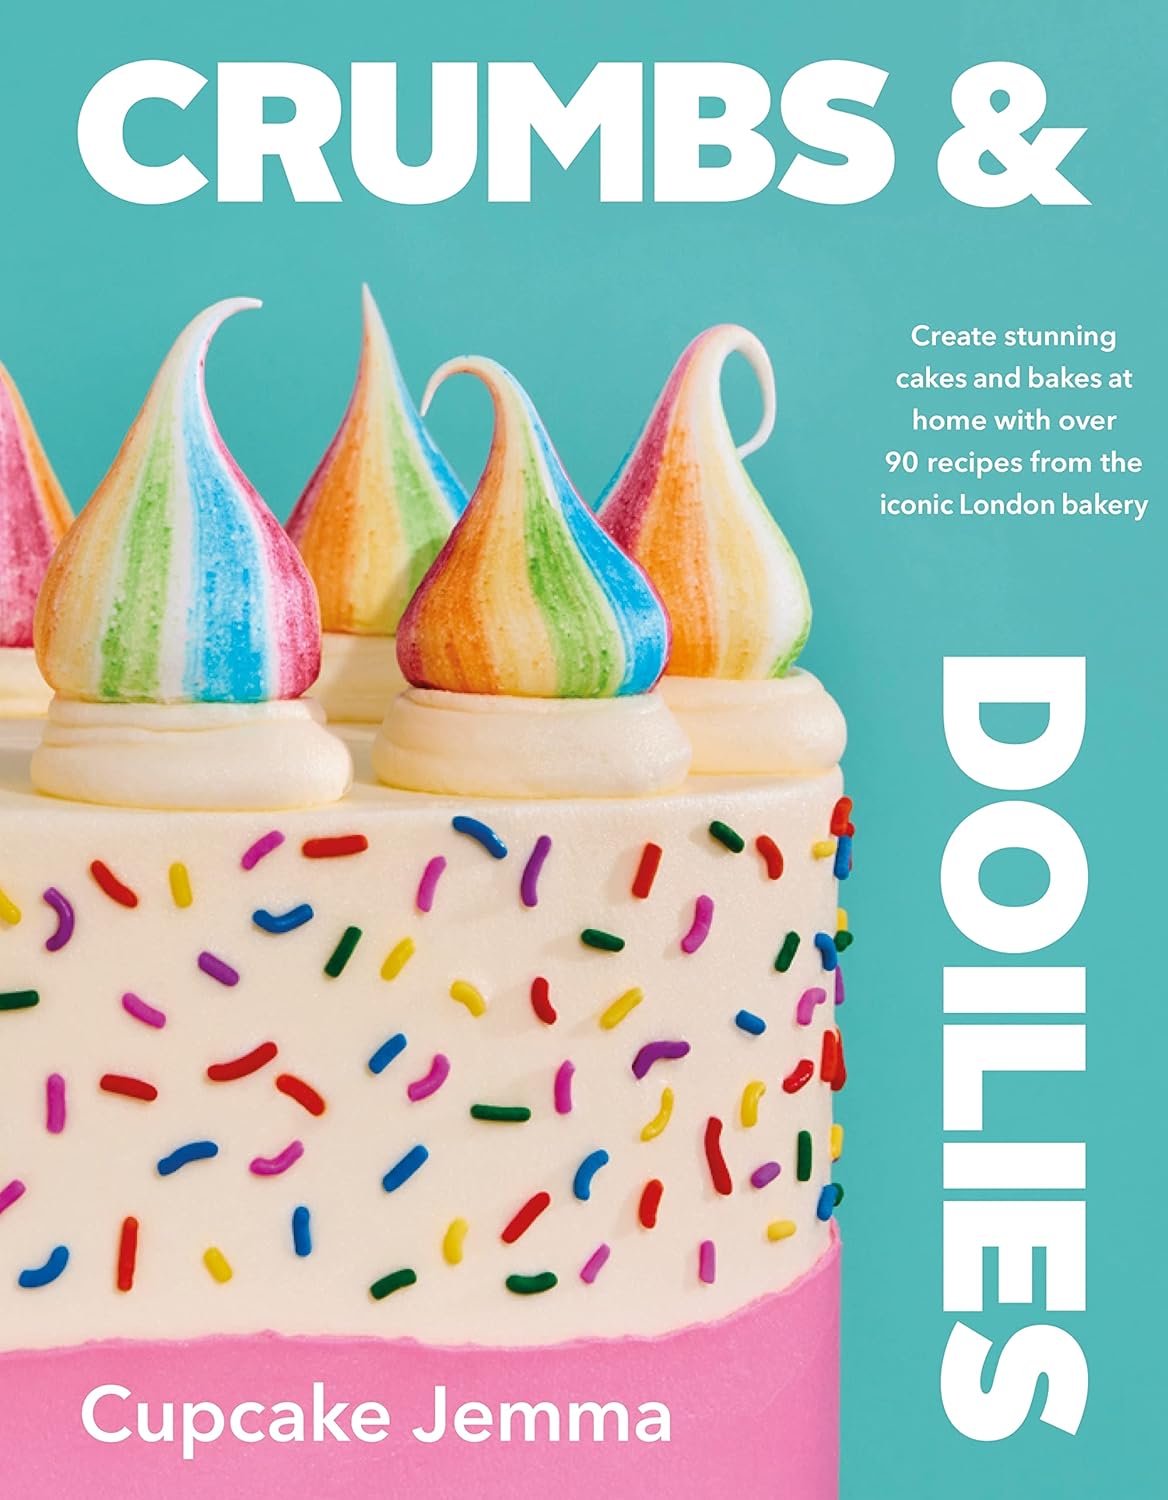 CRUMBS &
Create stunning
cakes and bakes at
home with over
90 recipes from the
iconic London bakery
DOILIES
Cupcake Jemma